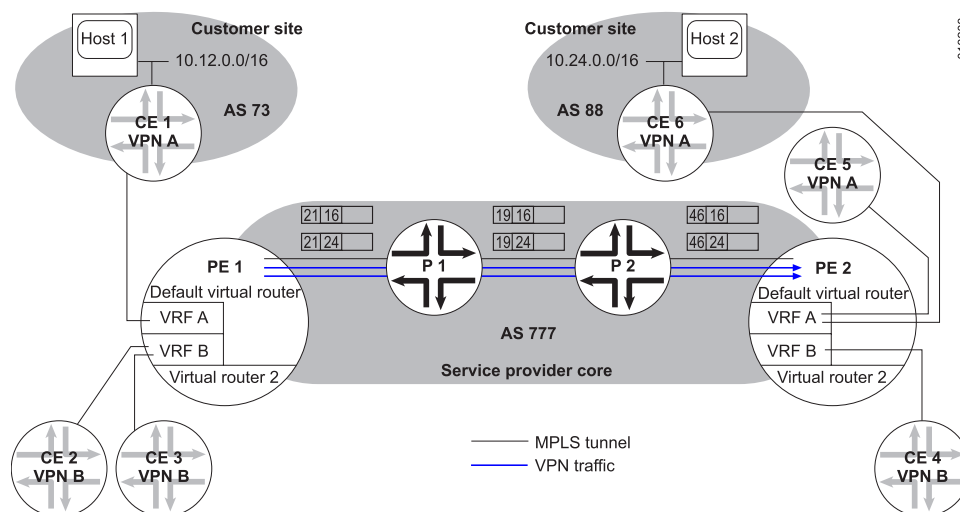 Host 1
Customer site
10.12.0.0/16
AS 73
CE 1
VPN A
Customer site
Host 2
10.24.0.0/16
AS 88
CE 6
VPN A
CE 5
VPN A
21 16
19 16
46 16
21 24
19 24
46 24
PE 1
P 1
P 2
PE 2
Default virtual router
Default virtual router
VRF A
VRF A
AS 777
VRF B
VRF B
Service provider core
Virtual router 2
Virtual router 2
MPLS tunnel
VPN traffic
CE 2
VPN B
CE 3
VPN B
CE 4
VPN B